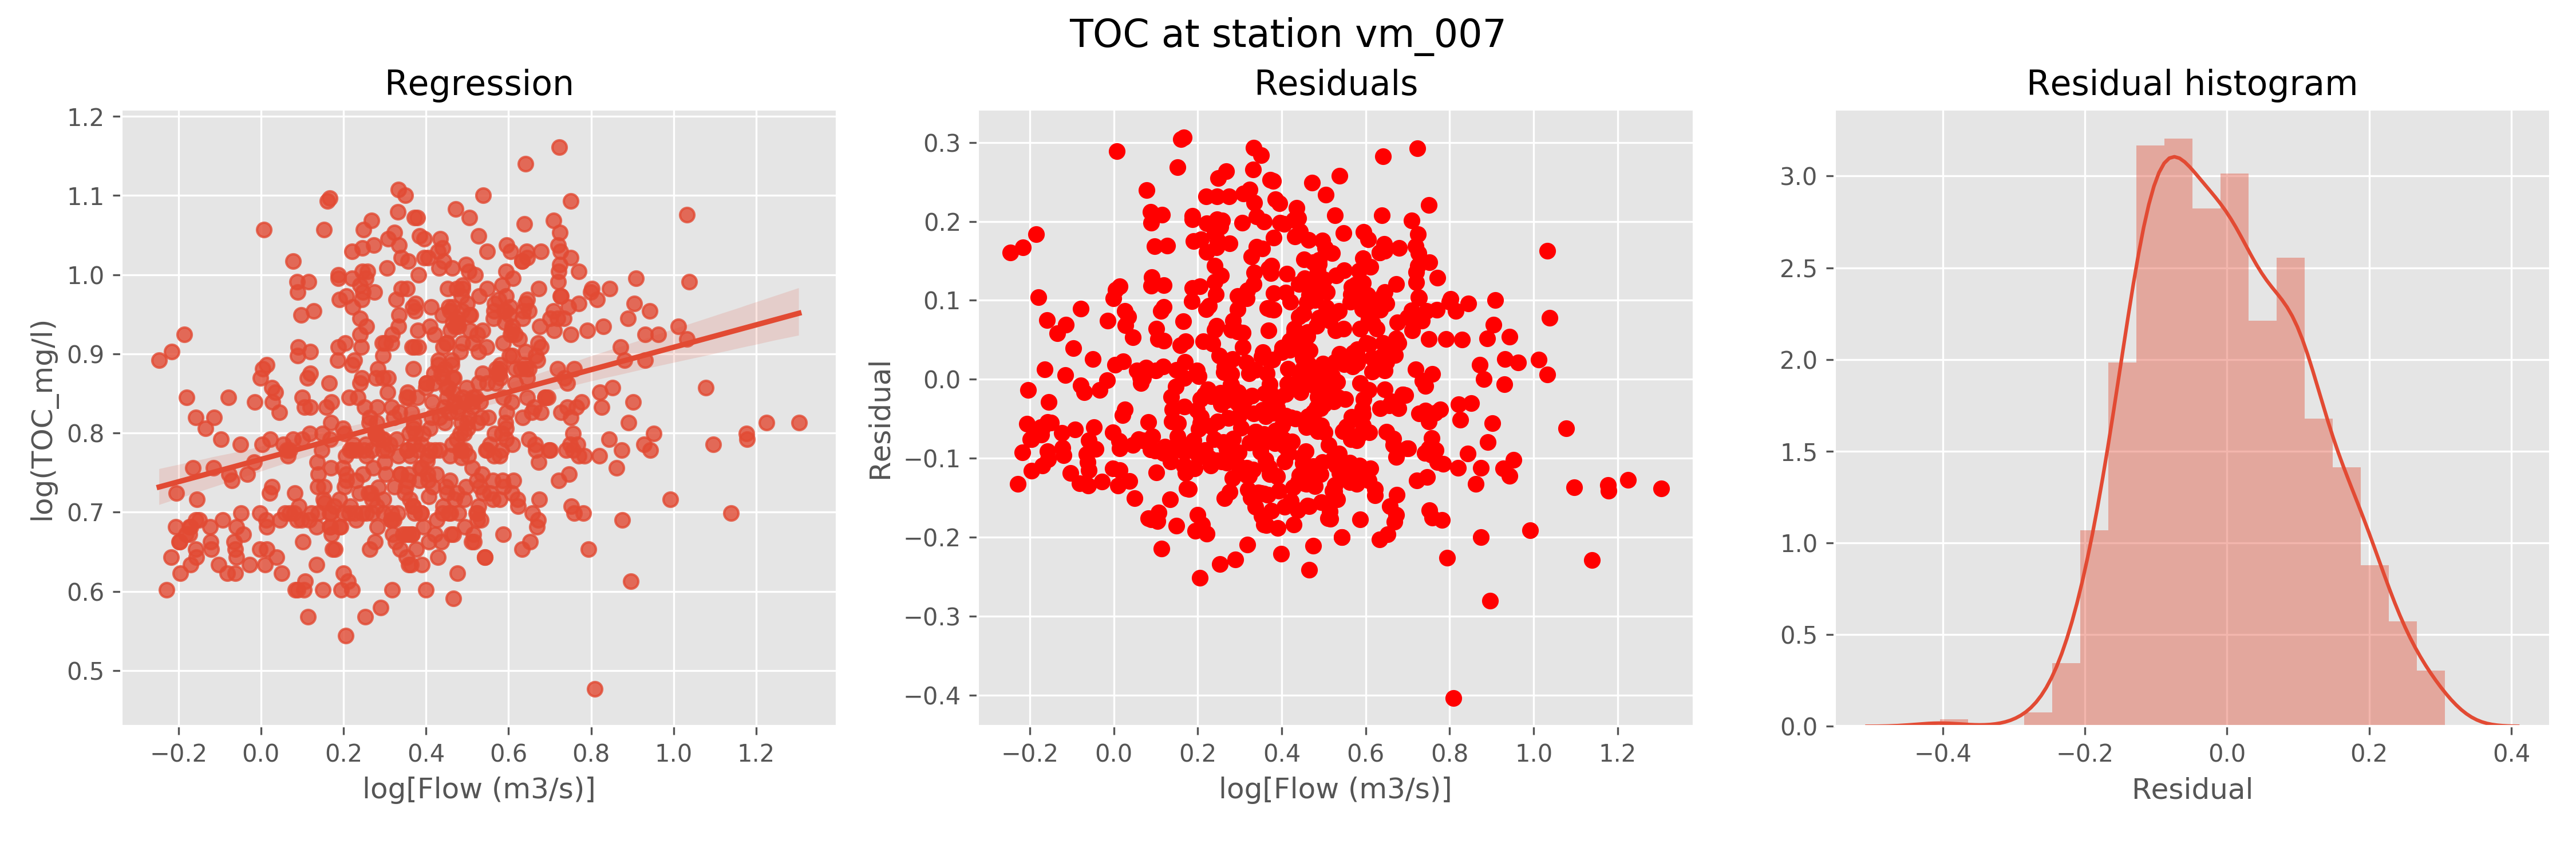 TOC at station vm_007
Regression
1.2
1.1
1.0
0.9
0.8
0.7
0.6
0.5
log(TOC_mg/l)
−0.2 0.0 0.2 0.4 0.6 0.8 1.0 1.2
log[Flow (m3/s)]
Residuals
0.3
0.2
0.1
0.0
−0.1
−0.2
−0.3
−0.4
Residual
−0.2 0.0 0.2 0.4 0.6 0.8 1.0 1.2
log[Flow (m3/s)]
Residual histogram
3.0
2.5
2.0
1.5
1.0
0.5
0.0
−0.4 −0.2 0.0 0.2 0.4
Residual